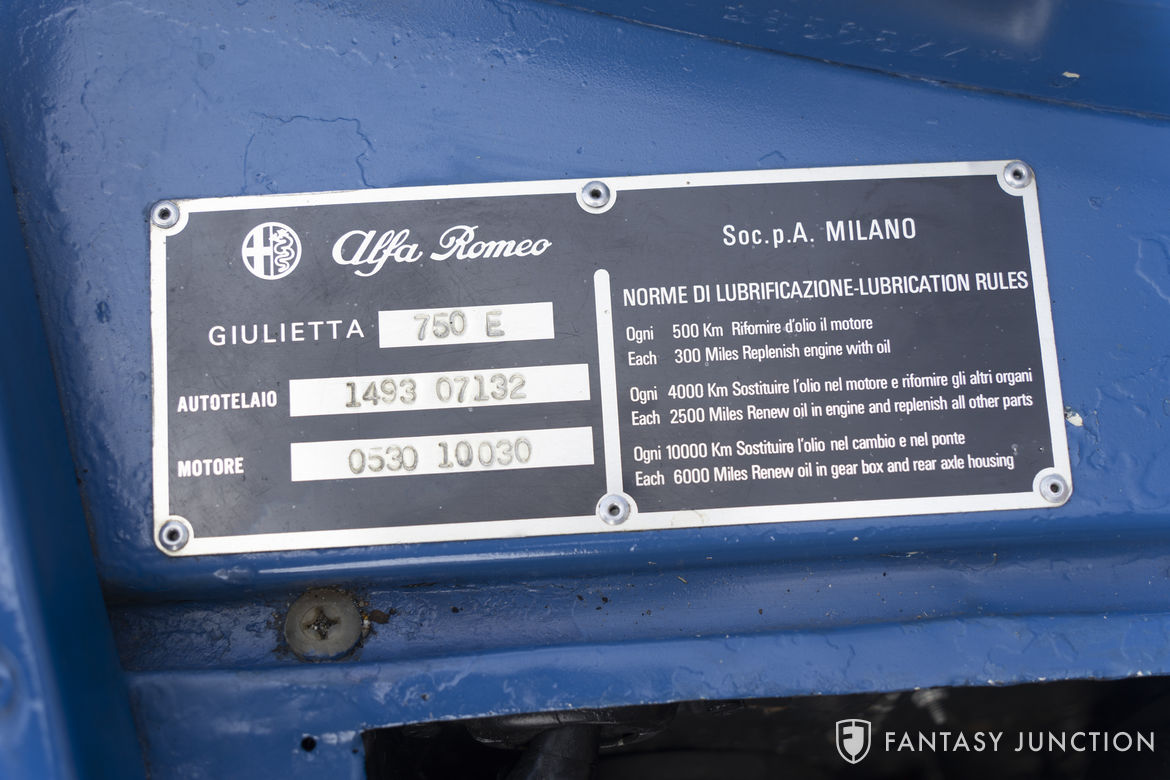 Alfa Romeo
GIULIETTA 750 E
AUTOTELAIO 1493 07132
MOTORE 0530 10030
Soc.p.A. MILANO
NORME DI LUBRIFICAZIONE-LUBRICATION RULES
Ogni 500 Km Rifornire d'olio il motore
Each 300 Miles Replenish engine with oil
Ogni 4000 Km Sostituire l'olio nel motore e rifornire gli altri organi
Each 2500 Miles Renew oil in engine and replenish all other parts
Ogni 10000 Km Sostituire l'olio nel cambio e nel ponte
Each 6000 Miles Renew oil in gear box and rear axle housing
FANTASY JUNCTION